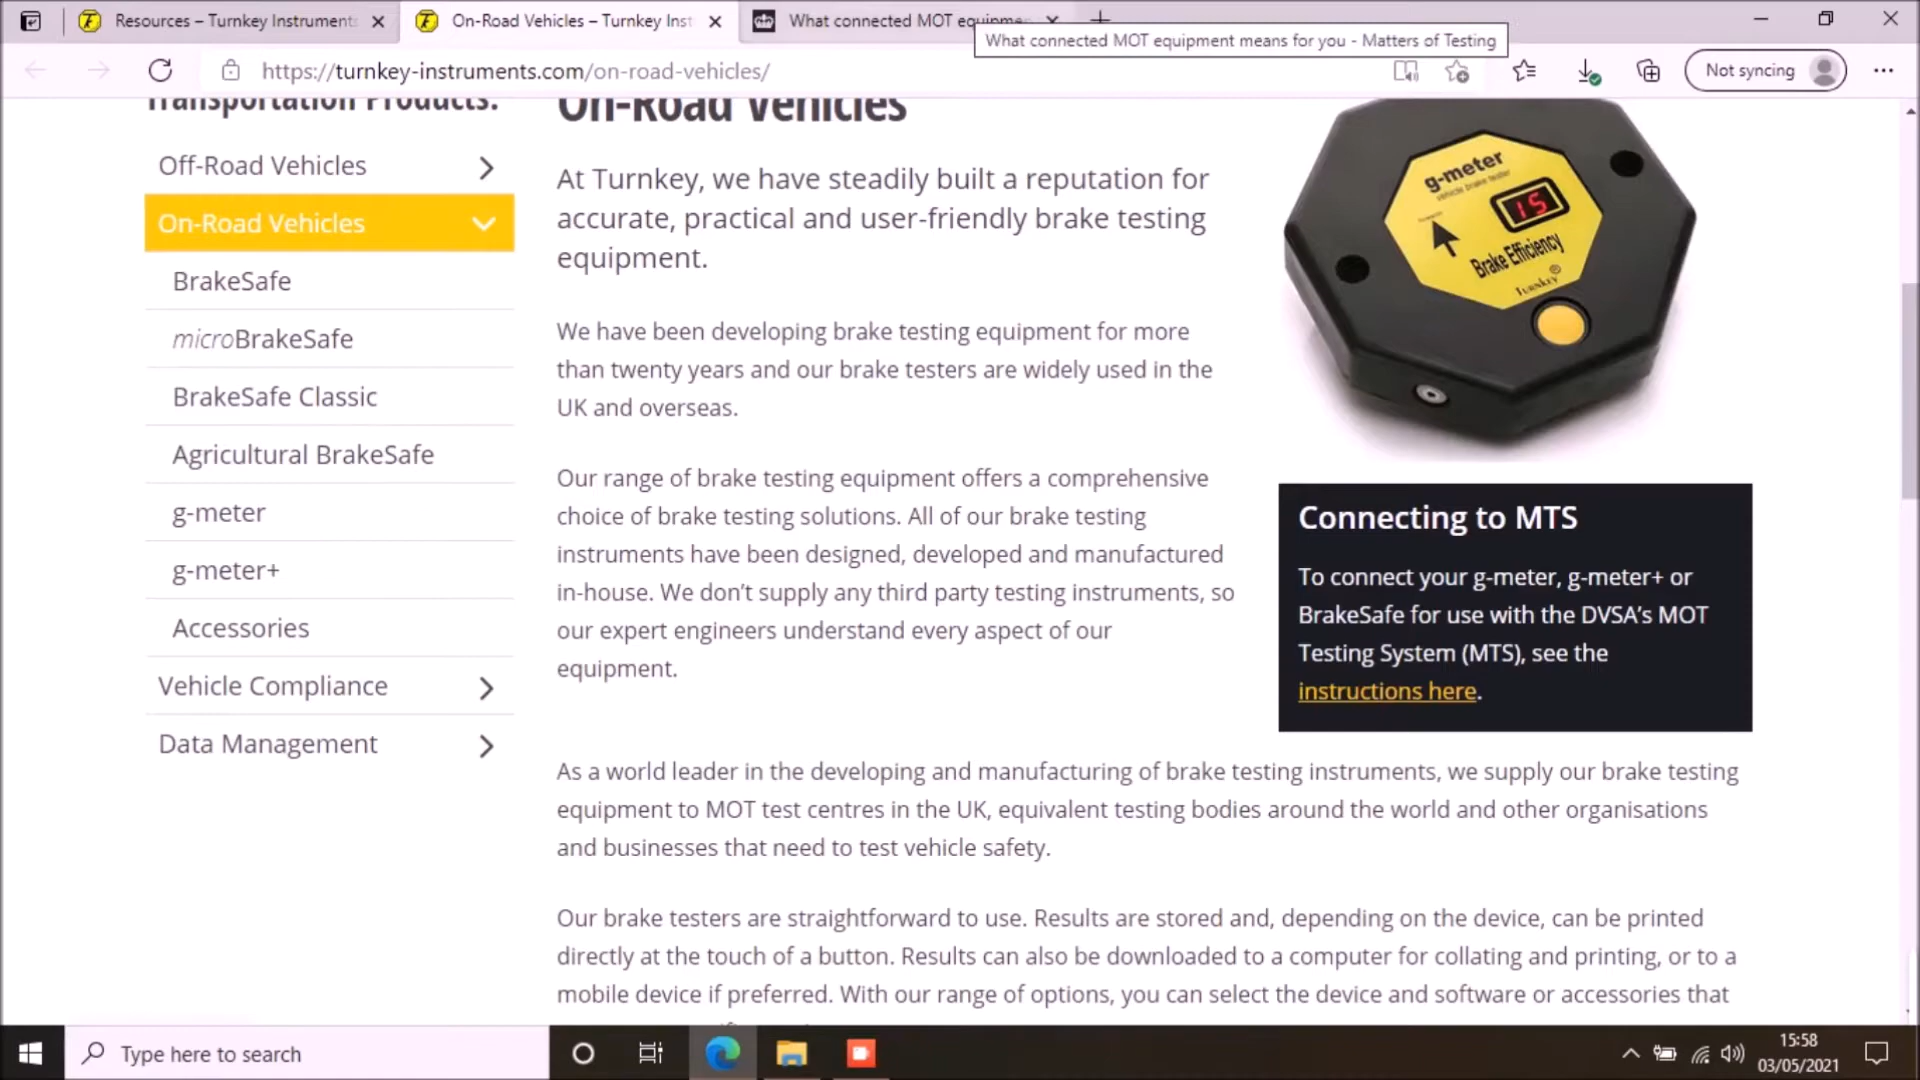 Resources – Turnkey Instrument
On-Road Vehicles – Turnkey Inst
What connected MOT equipme
What connected MOT equipment means for you - Matters of Testing
https://turnkey-instruments.com/on-road-vehicles/
Not syncing
Transportation Products:
Off-Road Vehicles
On-Road Vehicles
BrakeSafe
microBrakeSafe
BrakeSafe Classic
Agricultural BrakeSafe
g-meter
g-meter+
Accessories
Vehicle Compliance
Data Management
On-Road Vehicles
At Turnkey, we have steadily built a reputation for
accurate, practical and user-friendly brake testing
equipment.
We have been developing brake testing equipment for more
than twenty years and our brake testers are widely used in the
UK and overseas.
Our range of brake testing equipment offers a comprehensive
choice of brake testing solutions. All of our brake testing
instruments have been designed, developed and manufactured
in-house. We don’t supply any third party testing instruments, so
our expert engineers understand every aspect of our
equipment.
g-meter
vehicle brake tester
15
Brake Efficiency
Turnkey®
Connecting to MTS
To connect your g-meter, g-meter+ or
BrakeSafe for use with the DVSA’s MOT
Testing System (MTS), see the
instructions here.
As a world leader in the developing and manufacturing of brake testing instruments, we supply our brake testing
equipment to MOT test centres in the UK, equivalent testing bodies around the world and other organisations
and businesses that need to test vehicle safety.
Our brake testers are straightforward to use. Results are stored and, depending on the device, can be printed
directly at the touch of a button. Results can also be downloaded to a computer for collating and printing, or to a
mobile device if preferred. With our range of options, you can select the device and software or accessories that
Type here to search
15:58
03/05/2021